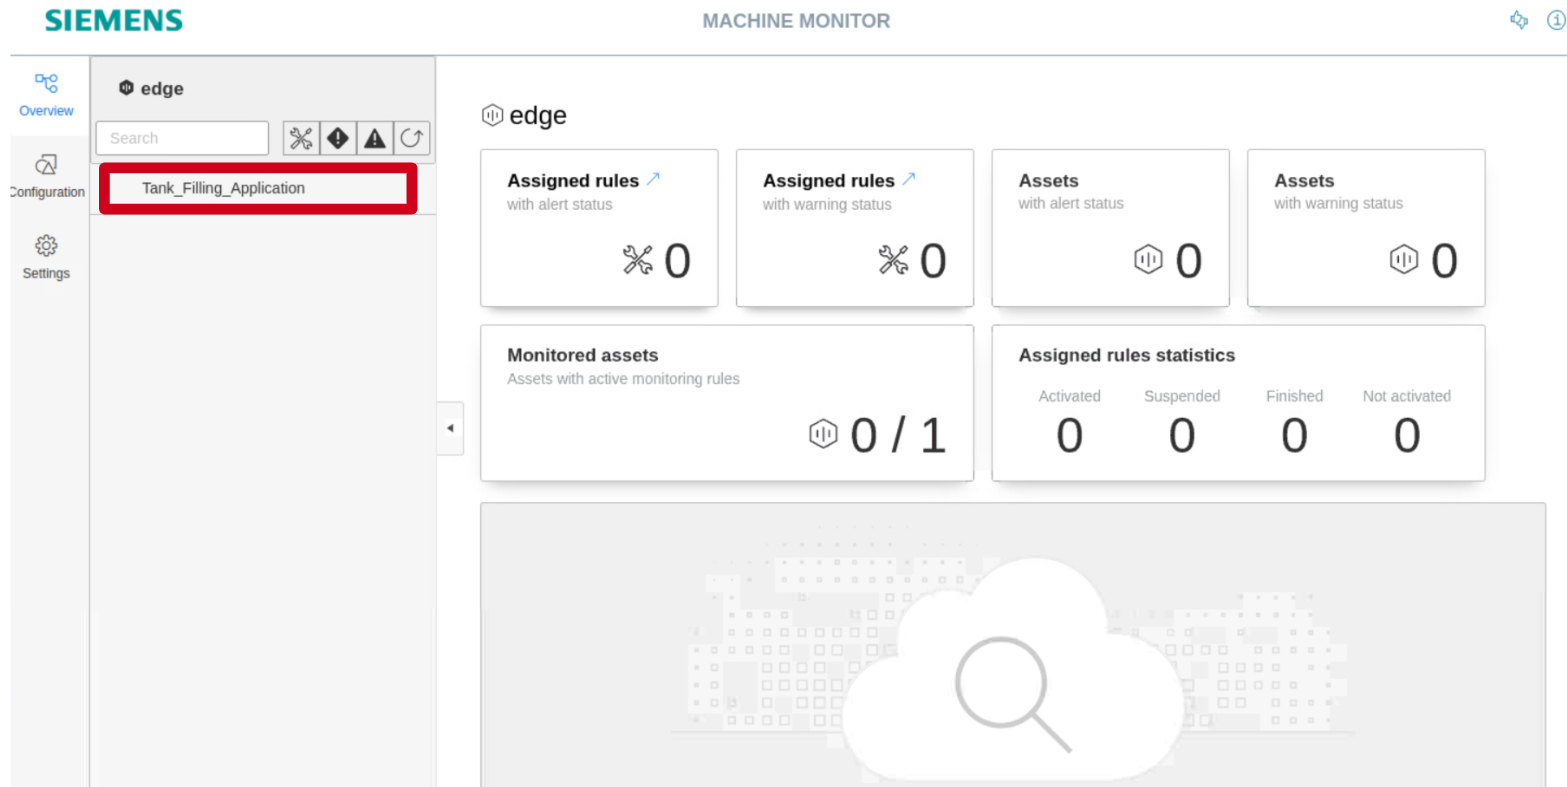 SIEMENS
MACHINE MONITOR
Overview
Configuration
Settings
edge
Search
Tank_Filling_Application
edge
Assigned rules
with alert status
0
Assigned rules
with warning status
0
Assets
with alert status
0
Assets
with warning status
0
Monitored assets
Assets with active monitoring rules
0 / 1
Assigned rules statistics
Activated Suspended Finished Not activated
0 0 0 0